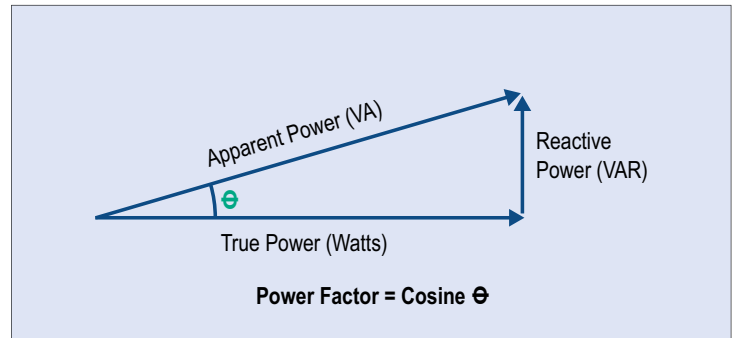 Apparent Power (VA)
Reactive
Power (VAR)
Ɵ
True Power (Watts)
Power Factor = Cosine Ɵ